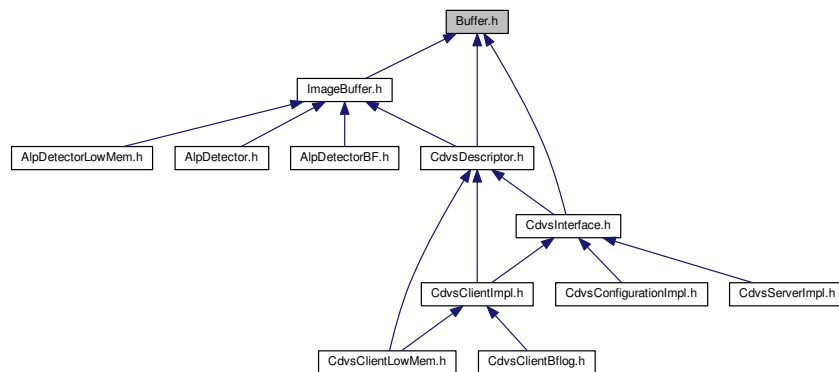 Buffer.h
ImageBuffer.h
AlpDetectorLowMem.h
AlpDetector.h
AlpDetectorBF.h
CdvsDescriptor.h
CdvsInterface.h
CdvsClientImpl.h
CdvsConfigurationImpl.h
CdvsServerImpl.h
CdvsClientLowMem.h
CdvsClientBflog.h